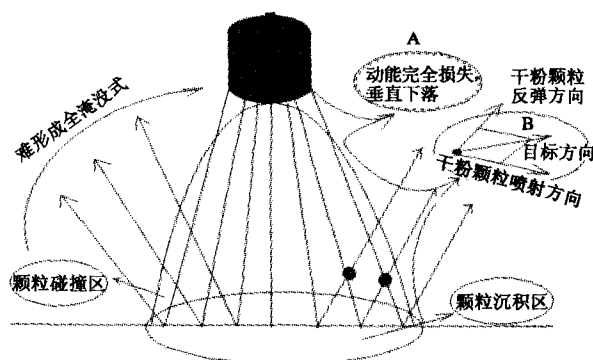 A
动能完全损失,
垂直下落
干粉颗粒
反弹方向
B
目标方向
干粉颗粒喷射方向
难形成全淹没式
颗粒碰撞区
颗粒沉积区